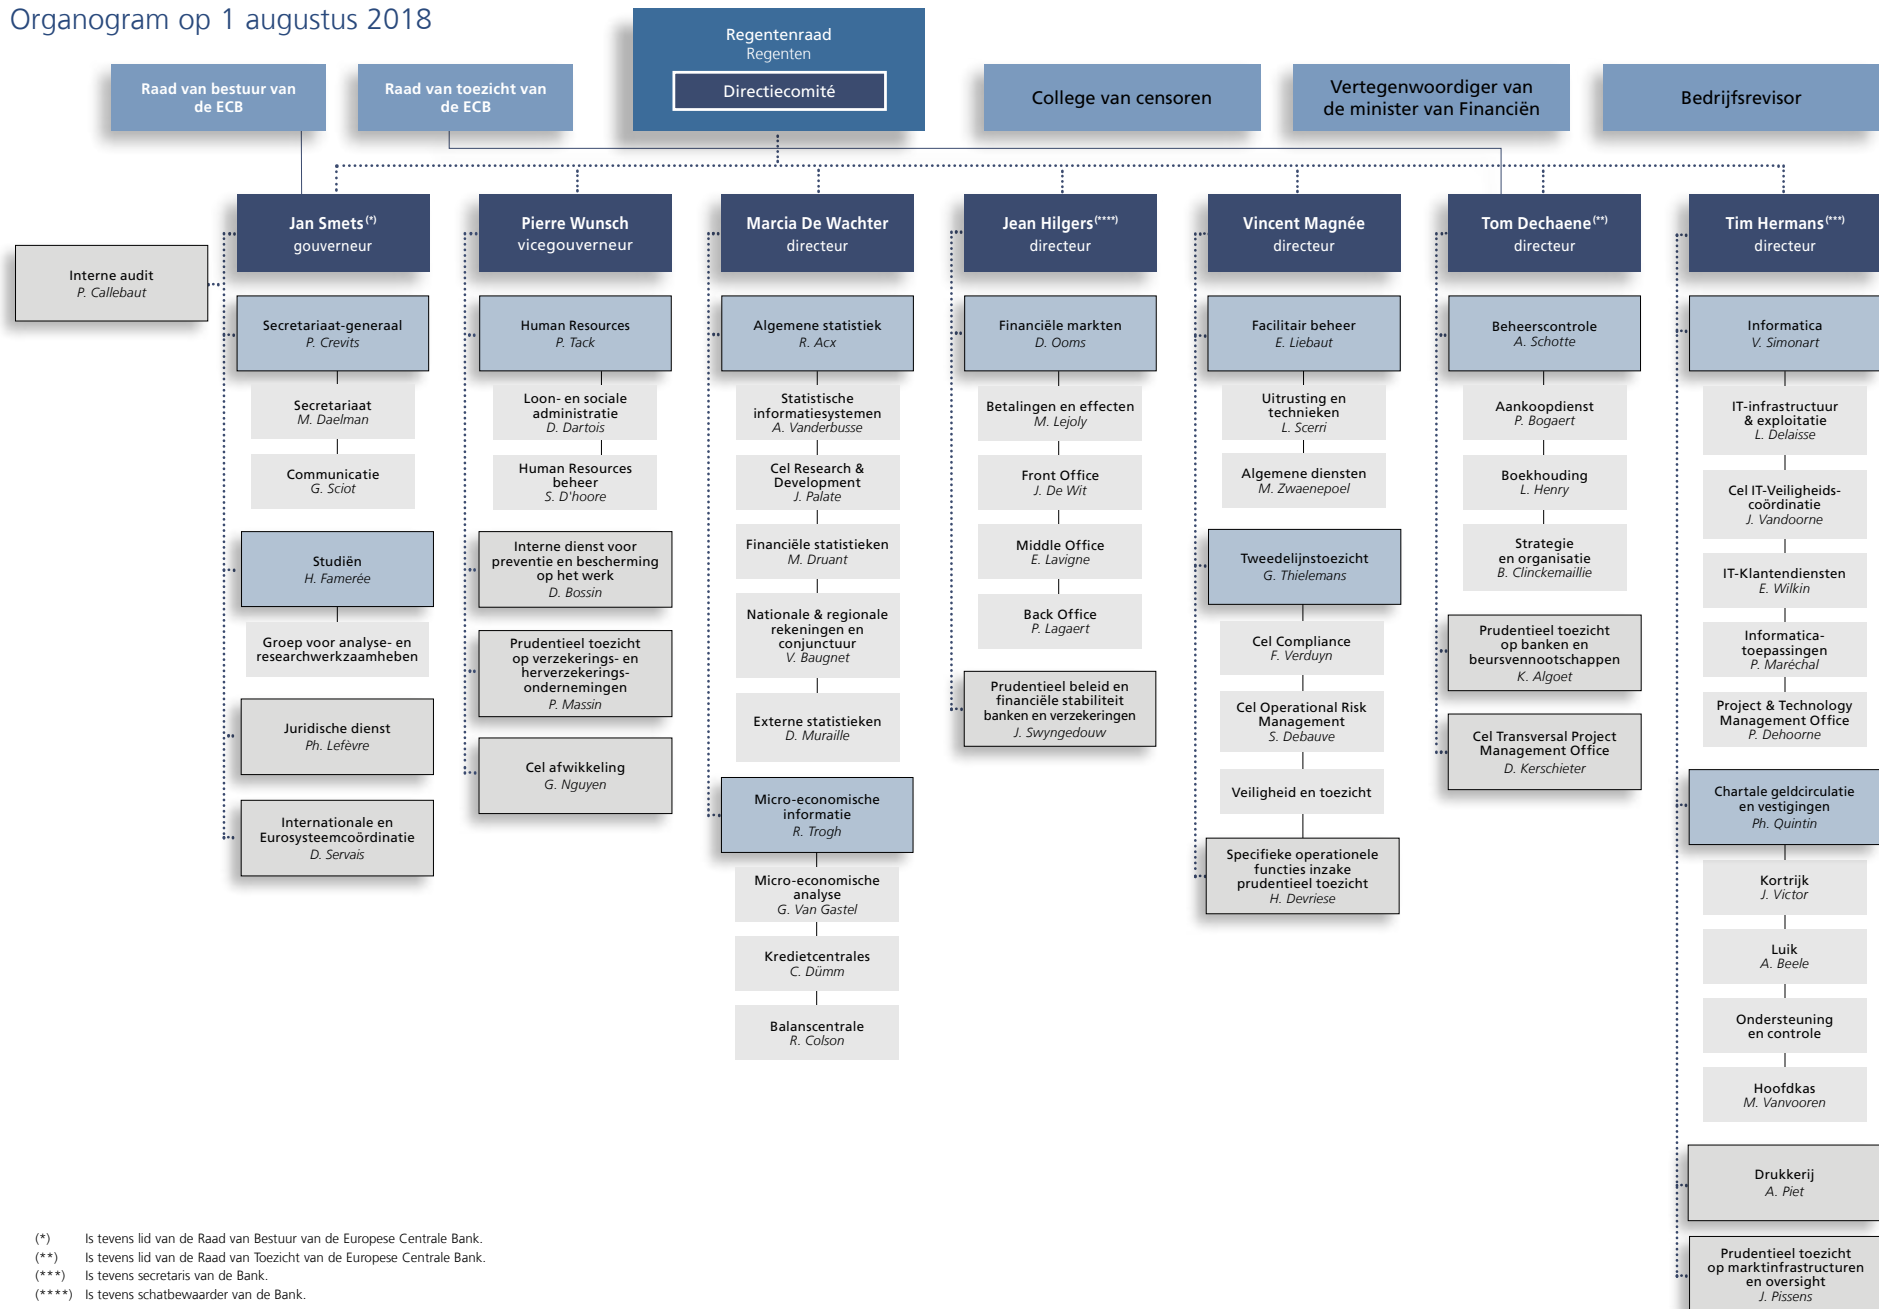 Organogram op 1 augustus 2018
Regentenraad
Regenten
Directiecomité
Raad van bestuur van
de ECB
Raad van toezicht van
de ECB
College van censoren
Vertegenwoordiger van
de minister van Financiën
Bedrijfsrevisor
Jan Smets (*)
gouverneur
Interne audit
P. Callebaut
Secretariaat-generaal
P. Crevits
Secretariaat
M. Daelman
Communicatie
G. Sciot
Studiën
H. Famerée
Groep voor analyse- en
researchwerkzaamheben
Juridische dienst
Ph. Lefèvre
Internationale en
Eurosysteemcoördinatie
D. Servais
Pierre Wunsch
vicegouverneur
Human Resources
P. Tack
Loon- en sociale
administratie
D. Dartois
Human Resources
beheer
S. D'hoore
Interne dienst voor
preventie en bescherming
op het werk
D. Bossin
Prudentieel toezicht
op verzekerings- en
herverzekerings-
ondernemingen
P. Massin
Cel afwikkeling
G. Nguyen
Marcia De Wachter
directeur
Algemene statistiek
R. Acx
Statistische
informatiesystemen
A. Vanderbusse
Cel Research &
Development
J. Palate
Financiële statistieken
M. Druant
Nationale & regionale
rekeningen en
conjunctuur
V. Baugnet
Externe statistieken
D. Muraille
Micro-economische
informatie
R. Trogh
Micro-economische
analyse
G. Van Gastel
Kredietcentrales
C. Dümm
Balanscentrale
R. Colson
Jean Hilgers (****)
directeur
Financiële markten
D. Ooms
Betalingen en effecten
M. Lejoly
Front Office
J. De Wit
Middle Office
E. Lavigne
Back Office
P. Lagaert
Prudentieel beleid en
financiële stabiliteit
banken en verzekeringen
J. Swyngedouw
Vincent Magnée
directeur
Facilitair beheer
E. Liebaut
Uitrusting en
technieken
L. Scerri
Algemene diensten
M. Zwaenepoel
Tweedelijnstoezicht
G. Thielemans
Cel Compliance
F. Verduyn
Cel Operational Risk
Management
S. Debauve
Veiligheid en toezicht
Specifieke operationele
functies inzake
prudentieel toezicht
H. Devriese
Tom Dechaene (**)
directeur
Beheerscontrole
A. Schotte
Aankoopdienst
P. Bogaert
Boekhouding
L. Henry
Strategie
en organisatie
B. Clinckemaillie
Prudentieel toezicht
op banken en
beursvennootschappen
K. Algoet
Cel Transversal Project
Management Office
D. Kerschieter
Tim Hermans (***)
directeur
Informatica
V. Simonart
IT-infrastructuur
& exploitatie
L. Delaisse
Cel IT-Veiligheids-
coördinatie
J. Vandoorne
IT-Klantendiensten
E. Wilkin
Informatica-
toepassingen
P. Maréchal
Project & Technology
Management Office
P. Dehoorne
Chartale geldcirculatie
en vestigingen
Ph. Quintin
Kortrijk
J. Victor
Luik
A. Beele
Ondersteuning
en controle
Hoofdkas
M. Vanvooren
Drukkerij
A. Piet
Prudentieel toezicht
op marktinfrastructuren
en oversight
J. Pissens
(*) Is tevens lid van de Raad van Bestuur van de Europese Centrale Bank.
(**) Is tevens lid van de Raad van Toezicht van de Europese Centrale Bank.
(***) Is tevens secretaris van de Bank.
(****) Is tevens schatbewaarder van de Bank.